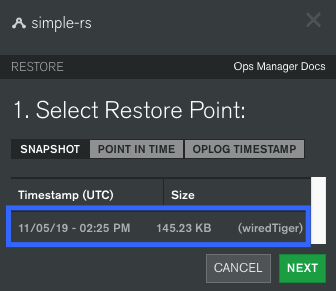 simple-rs
RESTORE Ops Manager Docs
1. Select Restore Point:
SNAPSHOT POINT IN TIME OPLOG TIMESTAMP
Timestamp (UTC) Size
11/05/19 - 02:25 PM 145.23 KB (wiredTiger)
CANCEL NEXT